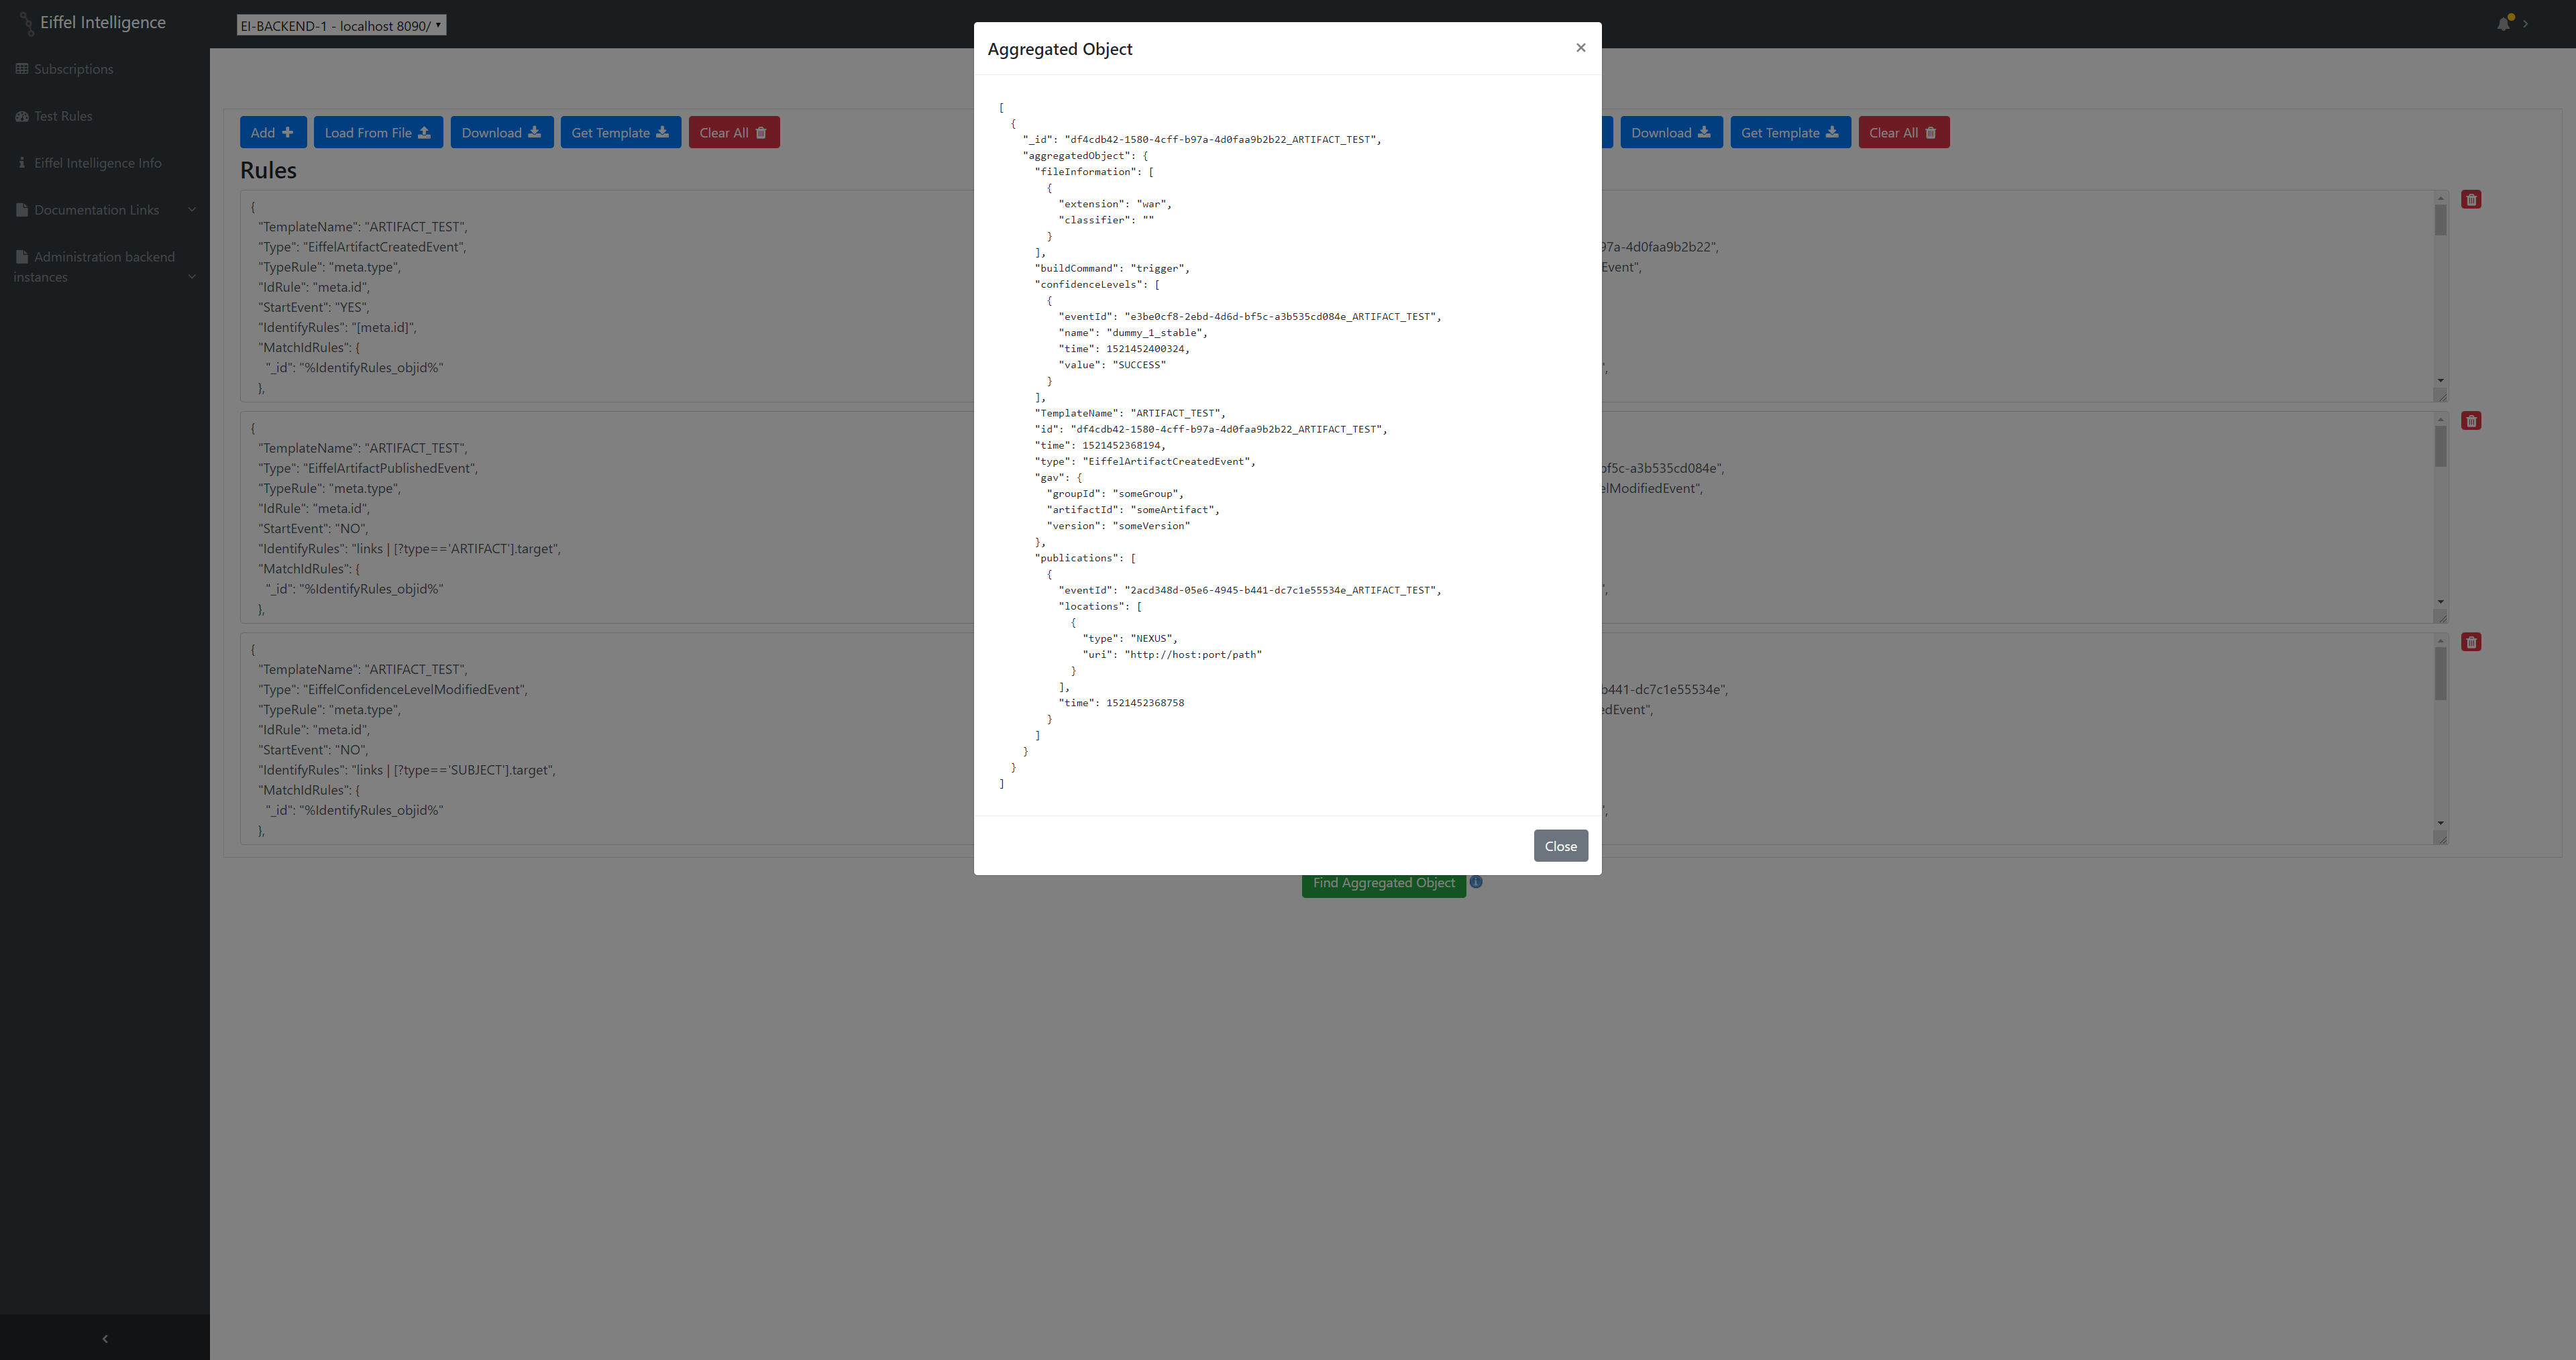 Eiffel Intelligence
EI-BACKEND-1 - localhost 8090/
Subscriptions
Test Rules
Eiffel Intelligence Info
Documentation Links
Administration backend
instances
Add
Load From File
Download
Get Template
Clear All
Rules
{
"TemplateName": "ARTIFACT_TEST",
"Type": "EiffelArtifactCreatedEvent",
"TypeRule": "meta.type",
"IdRule": "meta.id",
"StartEvent": "YES",
"IdentifyRules": "[meta.id]",
"MatchIdRules": {
"_id": "%IdentifyRules_objid%"
},
{
"TemplateName": "ARTIFACT_TEST",
"Type": "EiffelArtifactPublishedEvent",
"TypeRule": "meta.type",
"IdRule": "meta.id",
"StartEvent": "NO",
"IdentifyRules": "links | [?type=='ARTIFACT'].target",
"MatchIdRules": {
"_id": "%IdentifyRules_objid%"
},
{
"TemplateName": "ARTIFACT_TEST",
"Type": "EiffelConfidenceLevelModifiedEvent",
"TypeRule": "meta.type",
"IdRule": "meta.id",
"StartEvent": "NO",
"IdentifyRules": "links | [?type=='SUBJECT'].target",
"MatchIdRules": {
"_id": "%IdentifyRules_objid%"
},
Aggregated Object
×
[
{
"_id": "df4cdb42-1580-4cff-b97a-4d0faa9b2b22_ARTIFACT_TEST",
"aggregatedObject": {
"fileInformation": [
{
"extension": "war",
"classifier": ""
}
],
"buildCommand": "trigger",
"confidenceLevels": [
{
"eventId": "e3be0cf8-2ebd-4d6d-bf5c-a3b535cd084e_ARTIFACT_TEST",
"name": "dummy_1_stable",
"time": 1521452400324,
"value": "SUCCESS"
}
],
"TemplateName": "ARTIFACT_TEST",
"id": "df4cdb42-1580-4cff-b97a-4d0faa9b2b22_ARTIFACT_TEST",
"time": 1521452368194,
"type": "EiffelArtifactCreatedEvent",
"gav": {
"groupId": "someGroup",
"artifactId": "someArtifact",
"version": "someVersion"
},
"publications": [
{
"eventId": "2acd348d-05e6-4945-b441-dc7c1e55534e_ARTIFACT_TEST",
"locations": [
{
"type": "NEXUS",
"uri": "http://host:port/path"
}
],
"time": 1521452368758
}
]
}
}
]
Close
Download
Get Template
Clear All
97a-4d0faa9b2b22",
Event",
",
bf5c-a3b535cd084e",
elModifiedEvent",
",
b441-dc7c1e55534e",
edEvent",
",
Find Aggregated Object